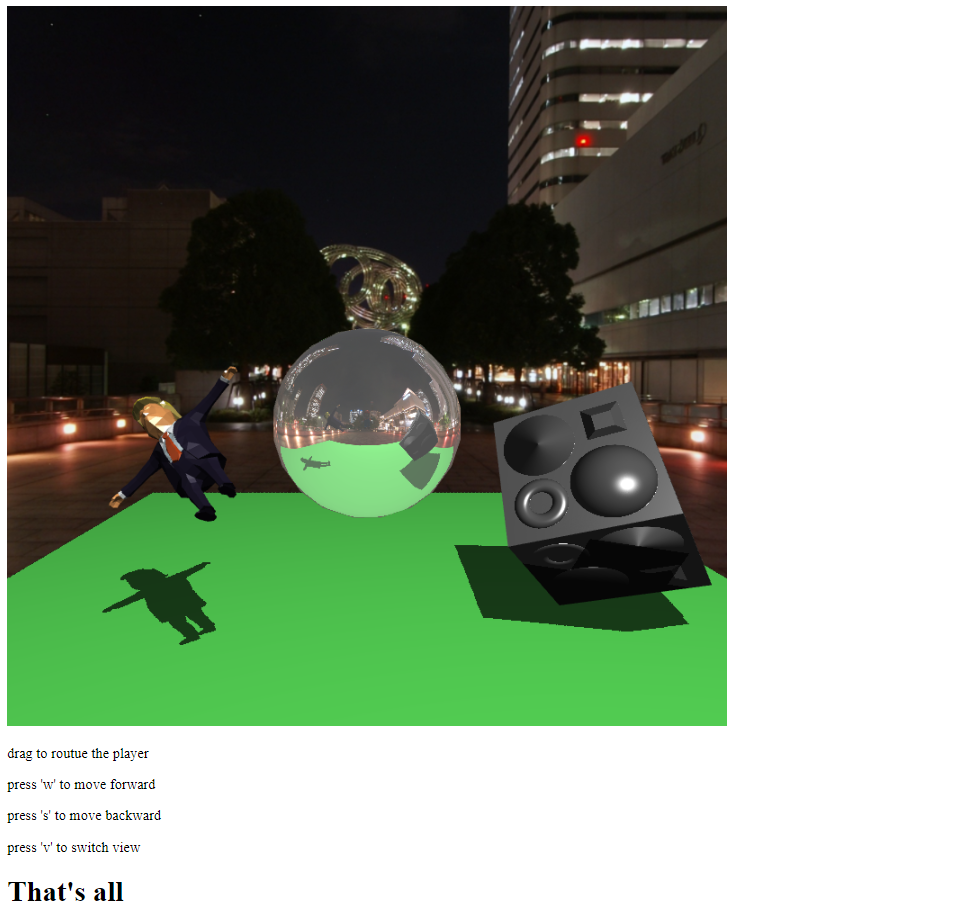 drag to routue the player
press 'w' to move forward
press 's' to move backward
press 'v' to switch view
That's all